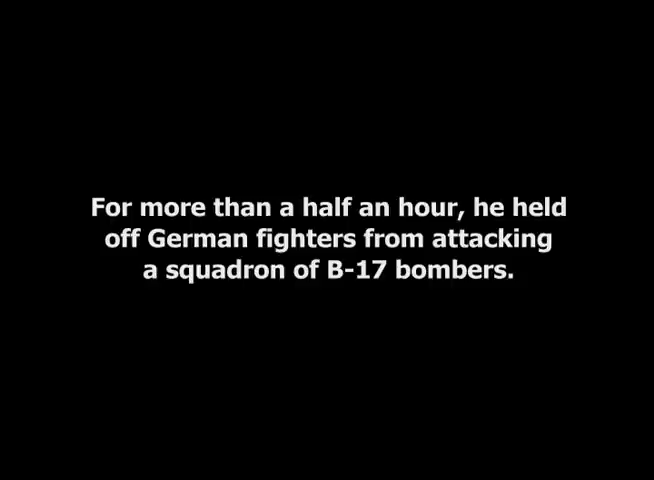 For more than a half an hour, he held
off German fighters from attacking
a squadron of B-17 bombers.